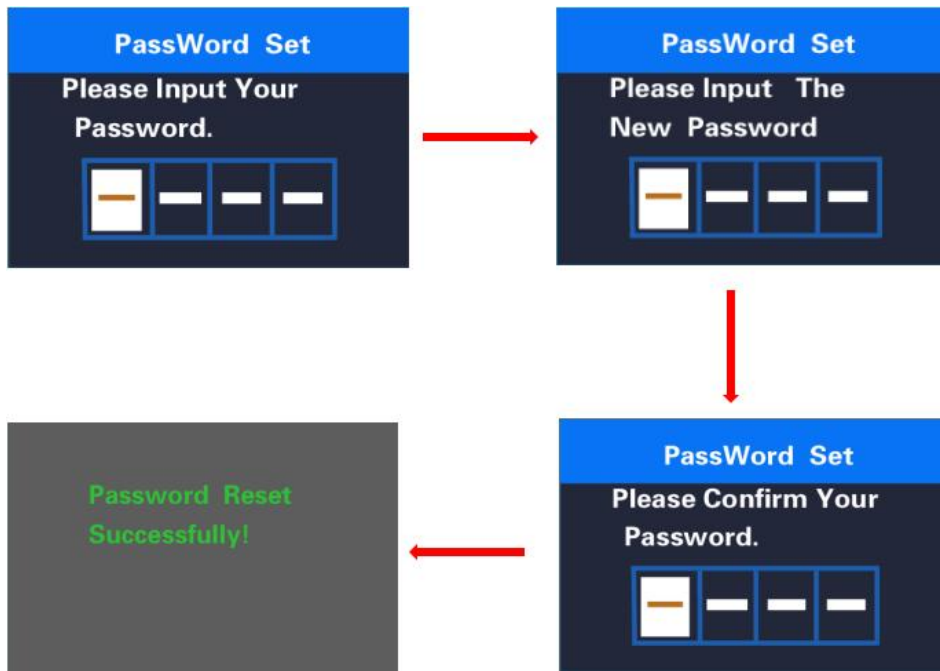 PassWord Set
Please Input Your
Password.
PassWord Set
Please Input The
New Password
PassWord Set
Please Confirm Your
Password.
Password Reset
Successfully!